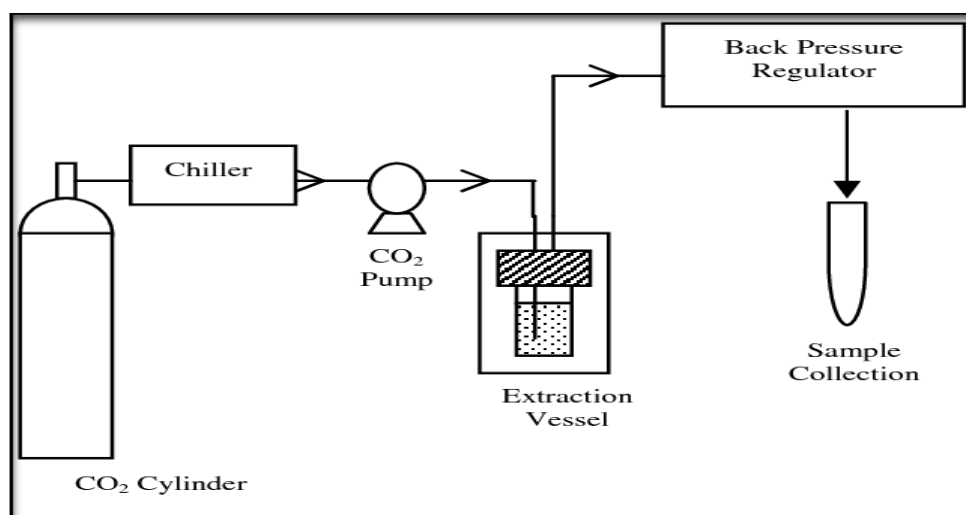 Back Pressure
Regulator
Chiller
CO₂
Pump
Extraction
Vessel
Sample
Collection
CO₂ Cylinder